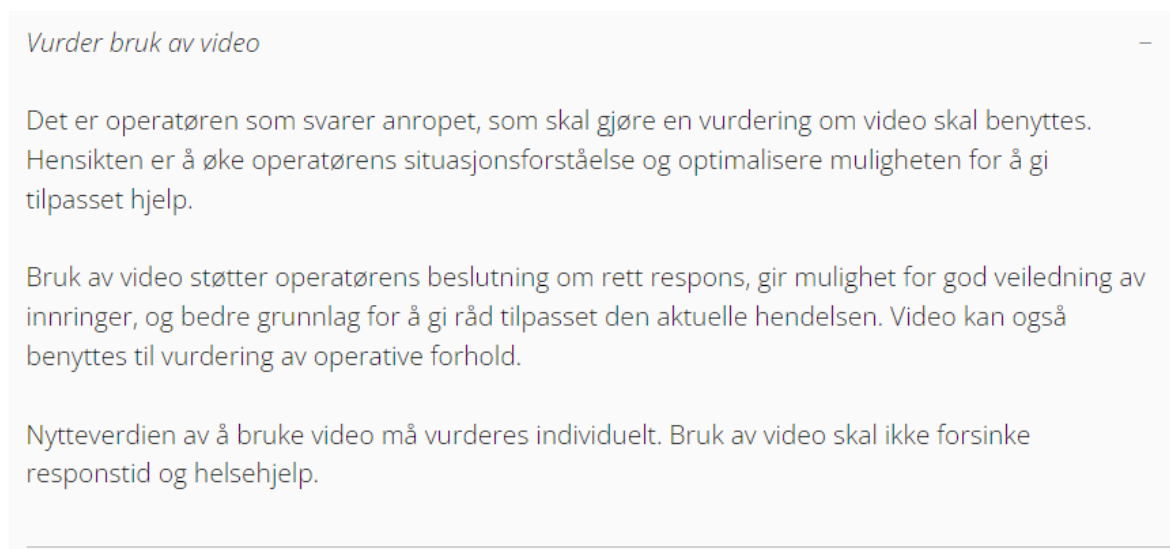 Vurder bruk av video
Det er operatøren som svarer anropet, som skal gjøre en vurdering om video skal benyttes.
Hensikten er å øke operatørens situasjonsforståelse og optimalisere muligheten for å gi
tilpasset hjelp.
Bruk av video støtter operatørens beslutning om rett respons, gir mulighet for god veiledning av
innringer, og bedre grunnlag for å gi råd tilpasset den aktuelle hendelsen. Video kan også
benyttes til vurdering av operative forhold.
Nytteverdien av å bruke video må vurderes individuelt. Bruk av video skal ikke forsinke
responstid og helsehjelp.